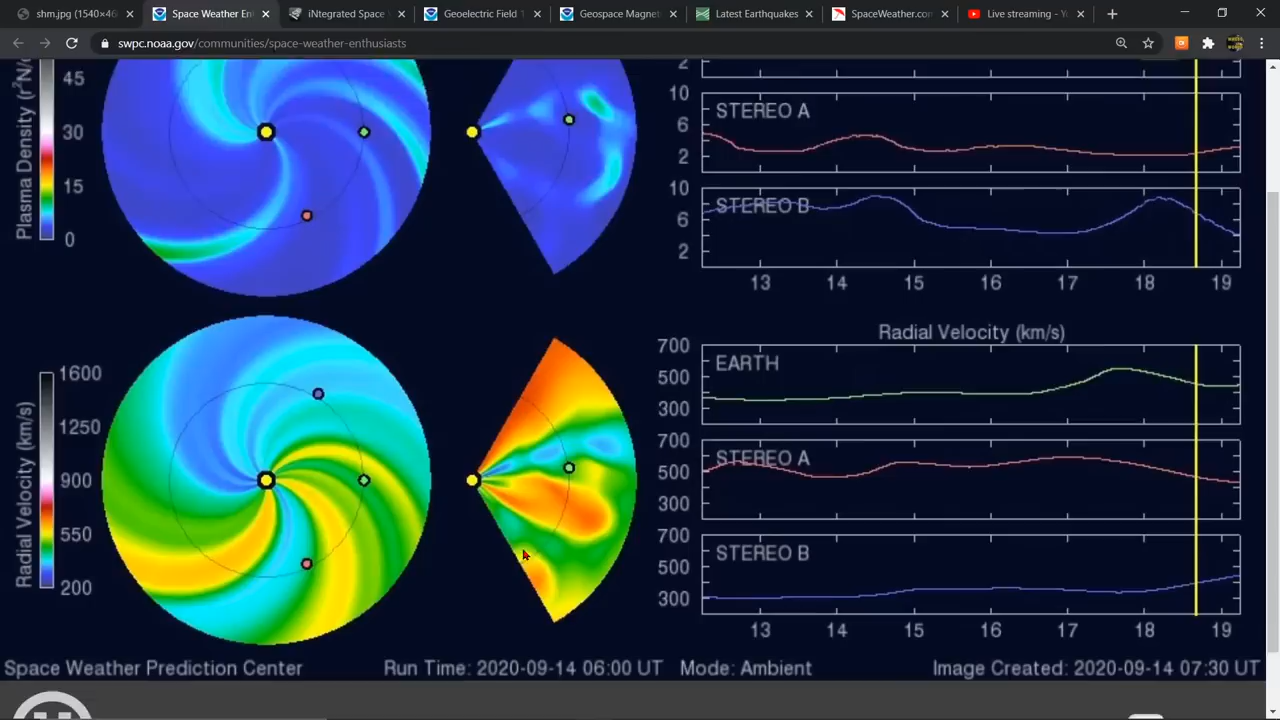 shm.jpg (1540×46
Space Weather En
iNtegrated Space
Geoelectric Field T
Geospace Magne
Latest Earthquakes
SpaceWeather.com
Live streaming - Y
swpc.noaa.gov/communities/space-weather-enthusiasts
Plasma Density (r²N/c
45
30
15
0
2
10
6
2
STEREO A
10
6
2
STEREO B
13 14 15 16 17 18 19
Radial Velocity (km/s)
1600
1250
900
550
200
Radial Velocity (km/s)
700
500
300
EARTH
700
500
300
STEREO A
700
500
300
STEREO B
13 14 15 16 17 18 19
Space Weather Prediction Center Run Time: 2020-09-14 06:00 UT Mode: Ambient Image Created: 2020-09-14 07:30 UT